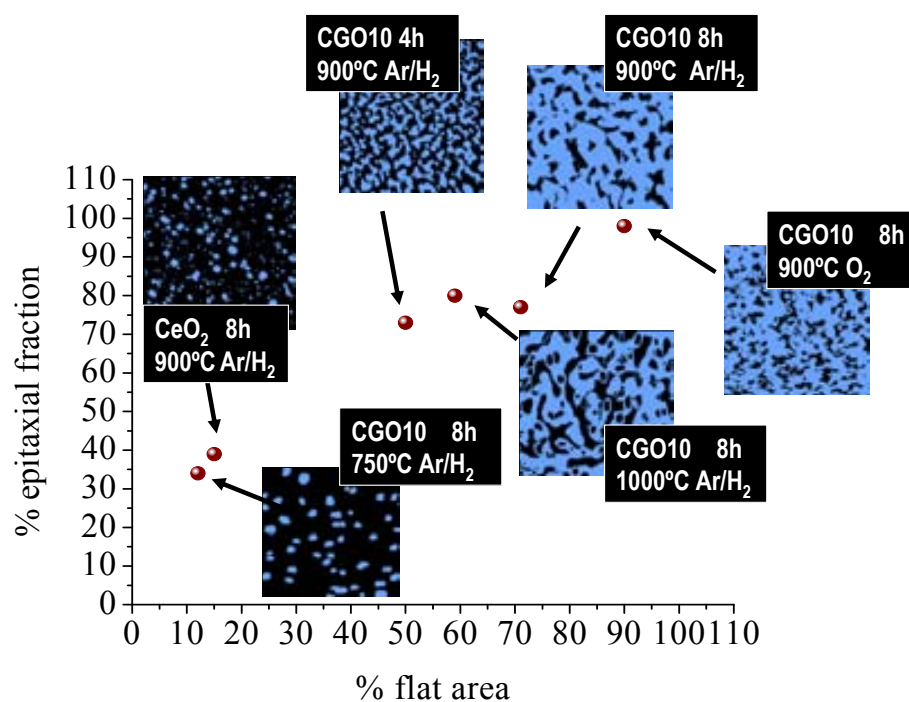 CGO10 4h
900ºC Ar/H₂
CGO10 8h
900ºC Ar/H₂
CGO10 8h
900ºC O₂
CeO₂ 8h
900ºC Ar/H₂
CGO10 8h
750ºC Ar/H₂
CGO10 8h
1000ºC Ar/H₂
% epitaxial fraction
110
100
90
80
70
60
50
40
30
20
10
0
0 10 20 30 40 50 60 70 80 90 100 110
% flat area